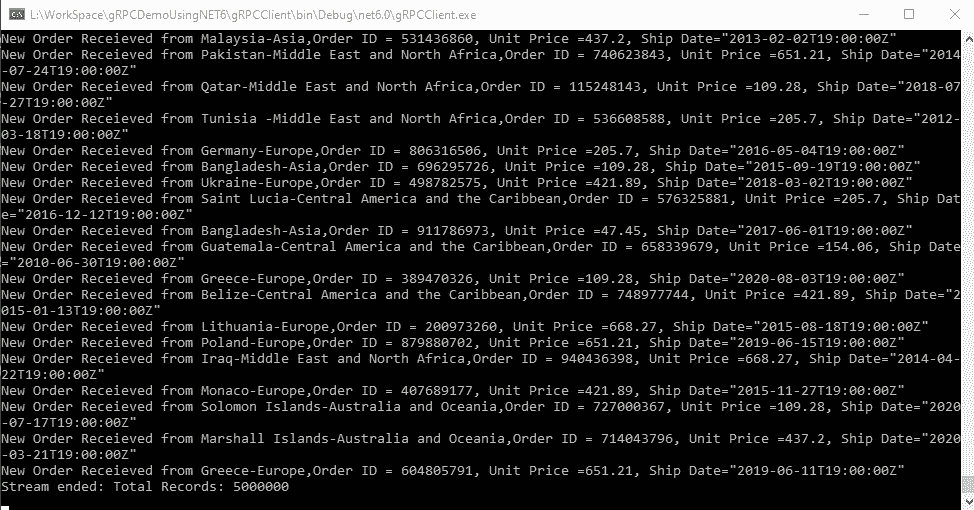 L:\WorkSpace\gRPCDemoUsingNET6\gRPCClient\bin\Debug\net6.0\gRPCClient.exe
New Order Receieved from Malaysia-Asia,Order ID = 531436860, Unit Price =437.2, Ship Date="2013-02-02T19:00:00Z"
New Order Receieved from Pakistan-Middle East and North Africa,Order ID = 740623843, Unit Price =651.21, Ship Date="2014
-07-24T19:00:00Z"
New Order Receieved from Qatar-Middle East and North Africa,Order ID = 115248143, Unit Price =109.28, Ship Date="2018-07
-27T19:00:00Z"
New Order Receieved from Tunisia -Middle East and North Africa,Order ID = 536608588, Unit Price =205.7, Ship Date="2012-
03-18T19:00:00Z"
New Order Receieved from Germany-Europe,Order ID = 806316506, Unit Price =205.7, Ship Date="2016-05-04T19:00:00Z"
New Order Receieved from Bangladesh-Asia,Order ID = 696295726, Unit Price =109.28, Ship Date="2015-09-19T19:00:00Z"
New Order Receieved from Ukraine-Europe,Order ID = 498782575, Unit Price =421.89, Ship Date="2018-03-02T19:00:00Z"
New Order Receieved from Saint Lucia-Central America and the Caribbean,Order ID = 576325881, Unit Price =205.7, Ship Dat
e="2016-12-12T19:00:00Z"
New Order Receieved from Bangladesh-Asia,Order ID = 911786973, Unit Price =47.45, Ship Date="2017-06-01T19:00:00Z"
New Order Receieved from Guatemala-Central America and the Caribbean,Order ID = 658339679, Unit Price =154.06, Ship Date
="2010-06-30T19:00:00Z"
New Order Receieved from Greece-Europe,Order ID = 389470326, Unit Price =109.28, Ship Date="2020-08-03T19:00:00Z"
New Order Receieved from Belize-Central America and the Caribbean,Order ID = 748977744, Unit Price =421.89, Ship Date="2
015-01-13T19:00:00Z"
New Order Receieved from Lithuania-Europe,Order ID = 200973260, Unit Price =668.27, Ship Date="2015-08-18T19:00:00Z"
New Order Receieved from Poland-Europe,Order ID = 879880702, Unit Price =651.21, Ship Date="2019-06-15T19:00:00Z"
New Order Receieved from Iraq-Middle East and North Africa,Order ID = 940436398, Unit Price =668.27, Ship Date="2014-04-
22T19:00:00Z"
New Order Receieved from Monaco-Europe,Order ID = 407689177, Unit Price =421.89, Ship Date="2015-11-27T19:00:00Z"
New Order Receieved from Solomon Islands-Australia and Oceania,Order ID = 727000367, Unit Price =109.28, Ship Date="2020
-07-17T19:00:00Z"
New Order Receieved from Marshall Islands-Australia and Oceania,Order ID = 714043796, Unit Price =437.2, Ship Date="2020
-03-21T19:00:00Z"
New Order Receieved from Greece-Europe,Order ID = 604805791, Unit Price =651.21, Ship Date="2019-06-11T19:00:00Z"
Stream ended: Total Records: 5000000